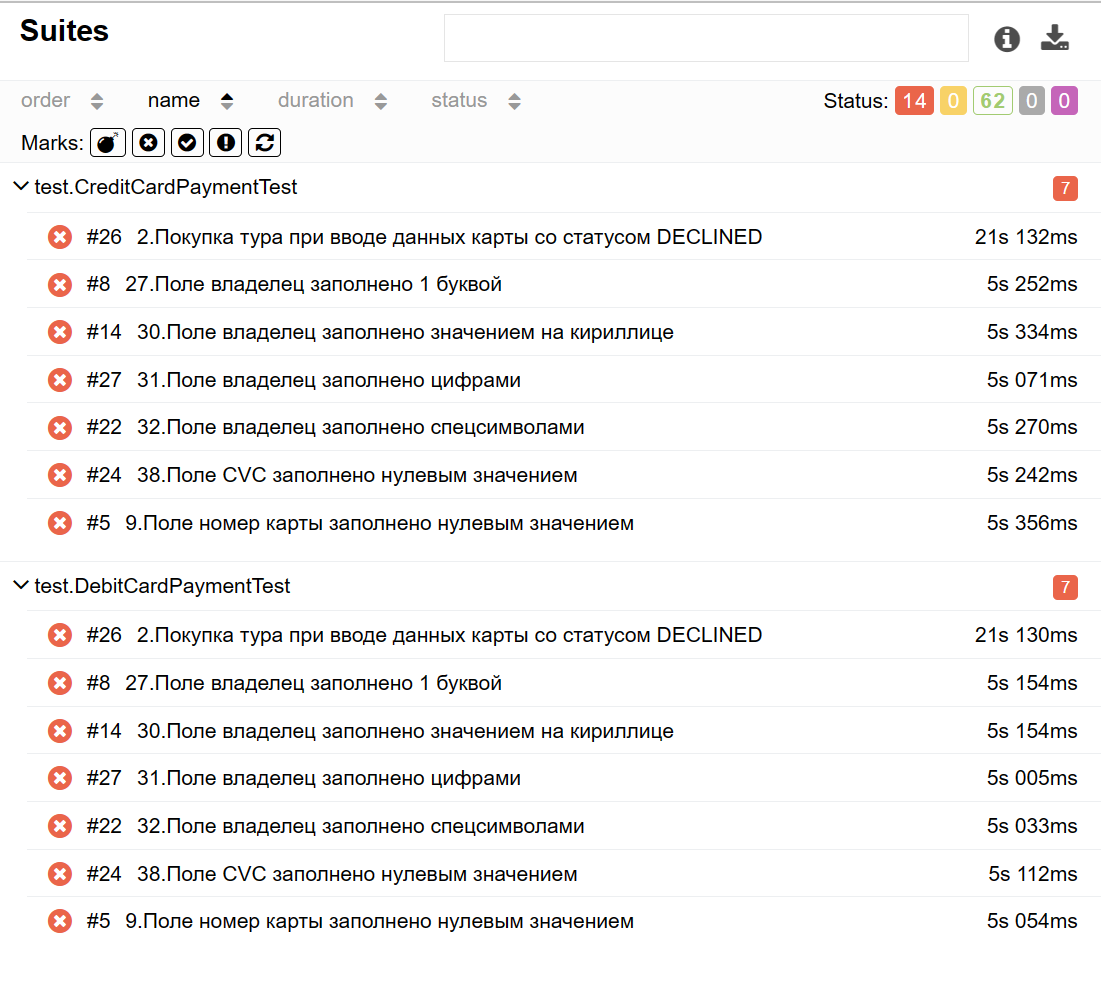 Suites
order name duration status Status: 14 0 62 0 0
Marks:
test.CreditCardPaymentTest 7
#26 2.Покупка тура при вводе данных карты со статусом DECLINED 21s 132ms
#8 27.Поле владелец заполнено 1 буквой 5s 252ms
#14 30.Поле владелец заполнено значением на кириллице 5s 334ms
#27 31.Поле владелец заполнено цифрами 5s 071ms
#22 32.Поле владелец заполнено спецсимволами 5s 270ms
#24 38.Поле CVC заполнено нулевым значением 5s 242ms
#5 9.Поле номер карты заполнено нулевым значением 5s 356ms
test.DebitCardPaymentTest 7
#26 2.Покупка тура при вводе данных карты со статусом DECLINED 21s 130ms
#8 27.Поле владелец заполнено 1 буквой 5s 154ms
#14 30.Поле владелец заполнено значением на кириллице 5s 154ms
#27 31.Поле владелец заполнено цифрами 5s 005ms
#22 32.Поле владелец заполнено спецсимволами 5s 033ms
#24 38.Поле CVC заполнено нулевым значением 5s 112ms
#5 9.Поле номер карты заполнено нулевым значением 5s 054ms